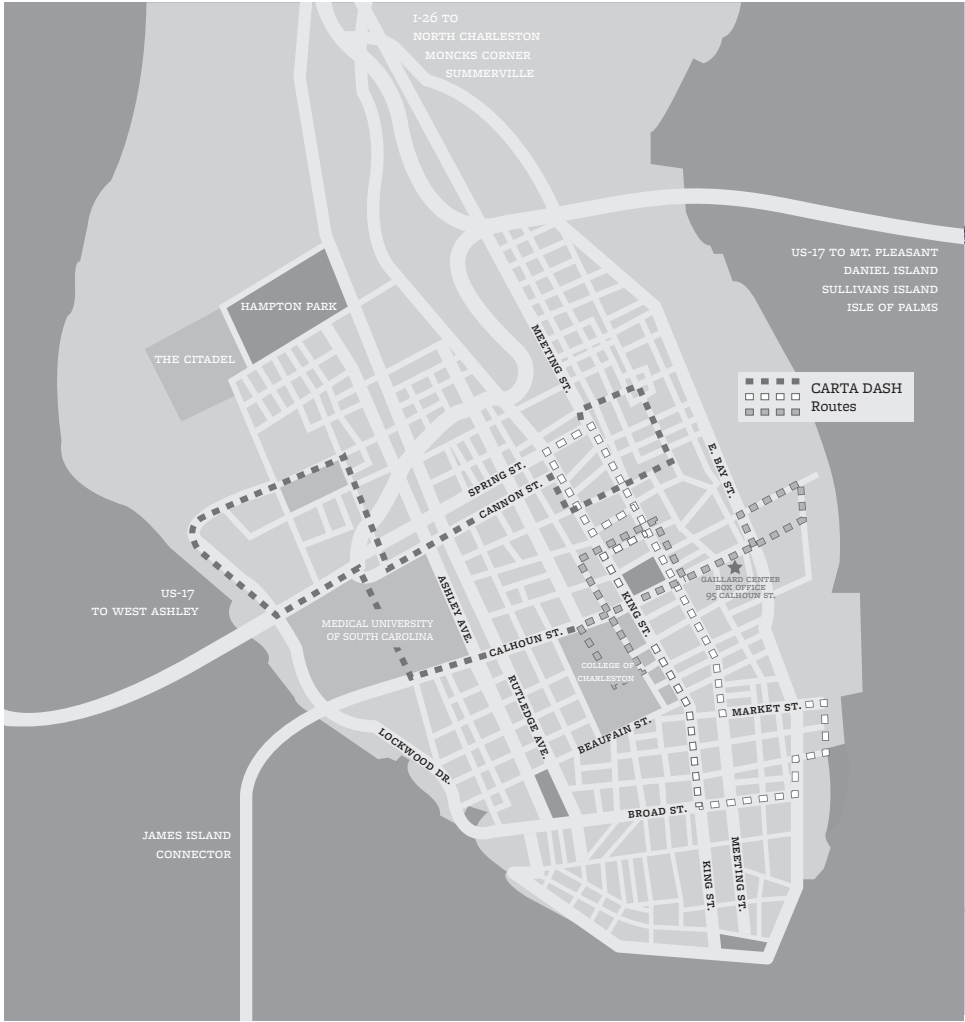 I-26 TO
NORTH CHARLESTON
MONCKS CORNER
SUMMERVILLE
US-17 TO MT. PLEASANT
DANIEL ISLAND
SULLIVANS ISLAND
ISLE OF PALMS
HAMPTON PARK
THE CITADEL
MEETING ST.
CARTA DASH
Routes
E. BAY ST.
SPRING ST.
CANNON ST.
GAILLARD CENTER
BOX OFFICE
95 CALHOUN ST.
US-17
TO WEST ASHLEY
ASHLEY AVE.
KING ST.
MEDICAL UNIVERSITY
OF SOUTH CAROLINA
CALHOUN ST.
COLLEGE OF
CHARLESTON
RUTLEDGE AVE.
MARKET ST.
BEAUFAIN ST.
LOCKWOOD DR.
BROAD ST.
JAMES ISLAND
CONNECTOR
KING ST.
MEETING ST.